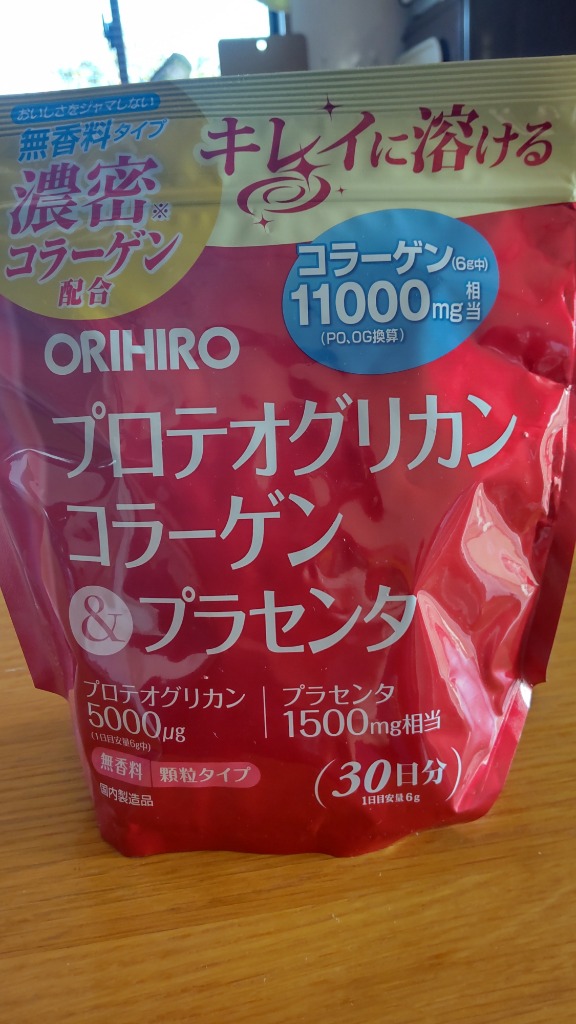 おいしさをジャマしない
無香料タイプ
濃密※
コラーゲン
配合
キレイに溶ける
コラーゲン(6g中)
11000mg相当
(PO、OG換算)
ORIHIRO
プロテオグリカン
コラーゲン
&プラセンタ
プロテオグリカン
5000μg
(1日目安量6g中)
プラセンタ
1500mg相当
無香料 顆粒タイプ
国内製造品
(30日分)
1日目安量6g